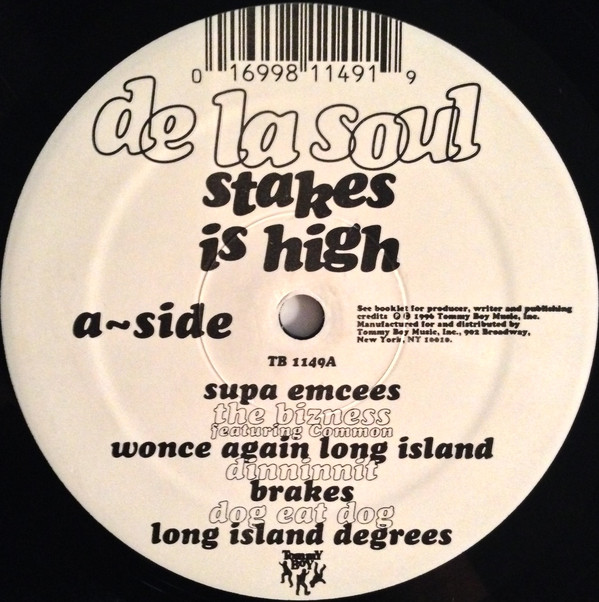 0 16998 11491 9
de la soul
stakes
is high
a~side
See booklet for producer, writer and publishing
credits ℗ © 1996 Tommy Boy Music, Inc.
Manufactured for and distributed by
Tommy Boy Music, Inc., 902 Broadway,
New York, NY 10010.
TB 1149A
supa emcees
the bizness
featuring Common
wonce again long island
dinninnit
brakes
dog eat dog
long island degrees
Tommy
Boy